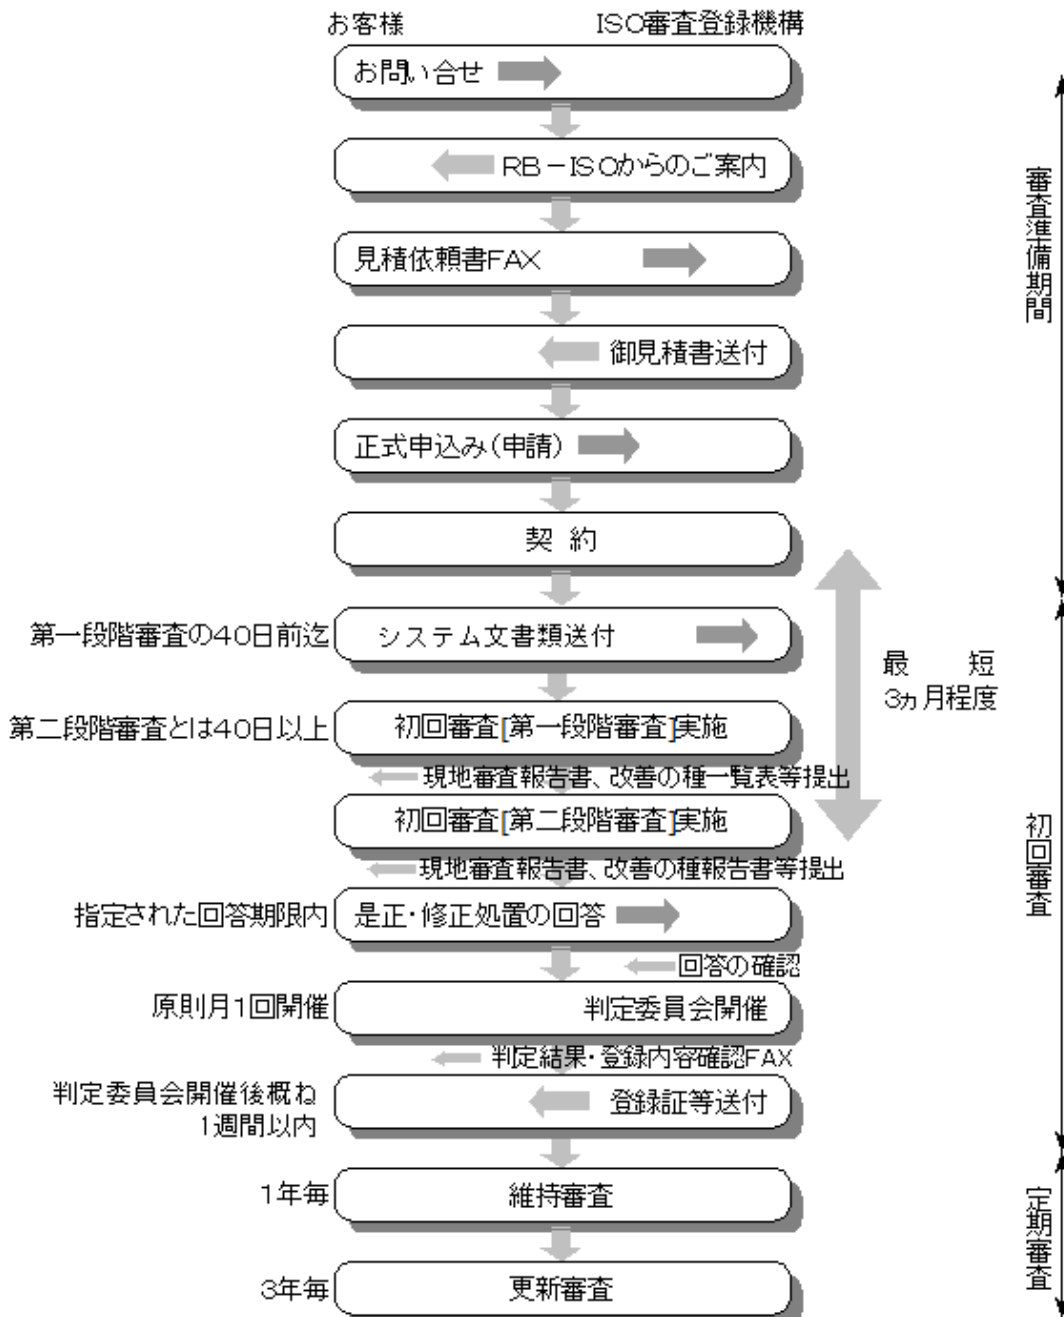 お客様 ISO審査登録機構
お問い合せ
RB－ISOからのご案内
見積依頼書FAX
御見積書送付
正式申込み(申請)
契 約
第一段階審査の40日前迄 システム文書類送付
第二段階審査とは40日以上 初回審査[第一段階審査]実施
現地審査報告書、改善の種一覧表等提出
初回審査[第二段階審査]実施
現地審査報告書、改善の種報告書等提出
指定された回答期限内 是正・修正処置の回答
回答の確認
原則月1回開催 判定委員会開催
判定結果・登録内容確認FAX
判定委員会開催後概ね
1週間以内
登録証等送付
1年毎 維持審査
3年毎 更新審査
最 短
3ヵ月程度
審査準備期間
初回審査
定期審査